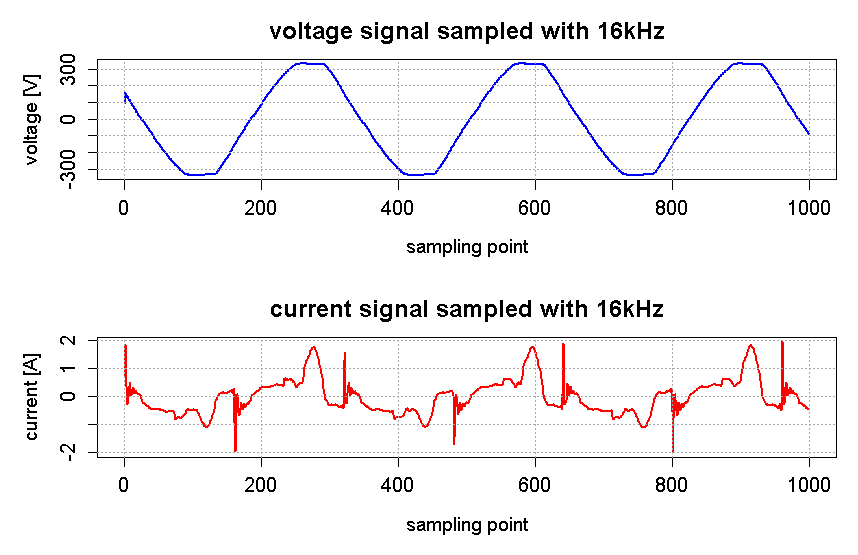 voltage signal sampled with 16kHz
voltage [V]
300
0
-300
0 200 400 600 800 1000
sampling point
current signal sampled with 16kHz
current [A]
2
1
0
-2
0 200 400 600 800 1000
sampling point